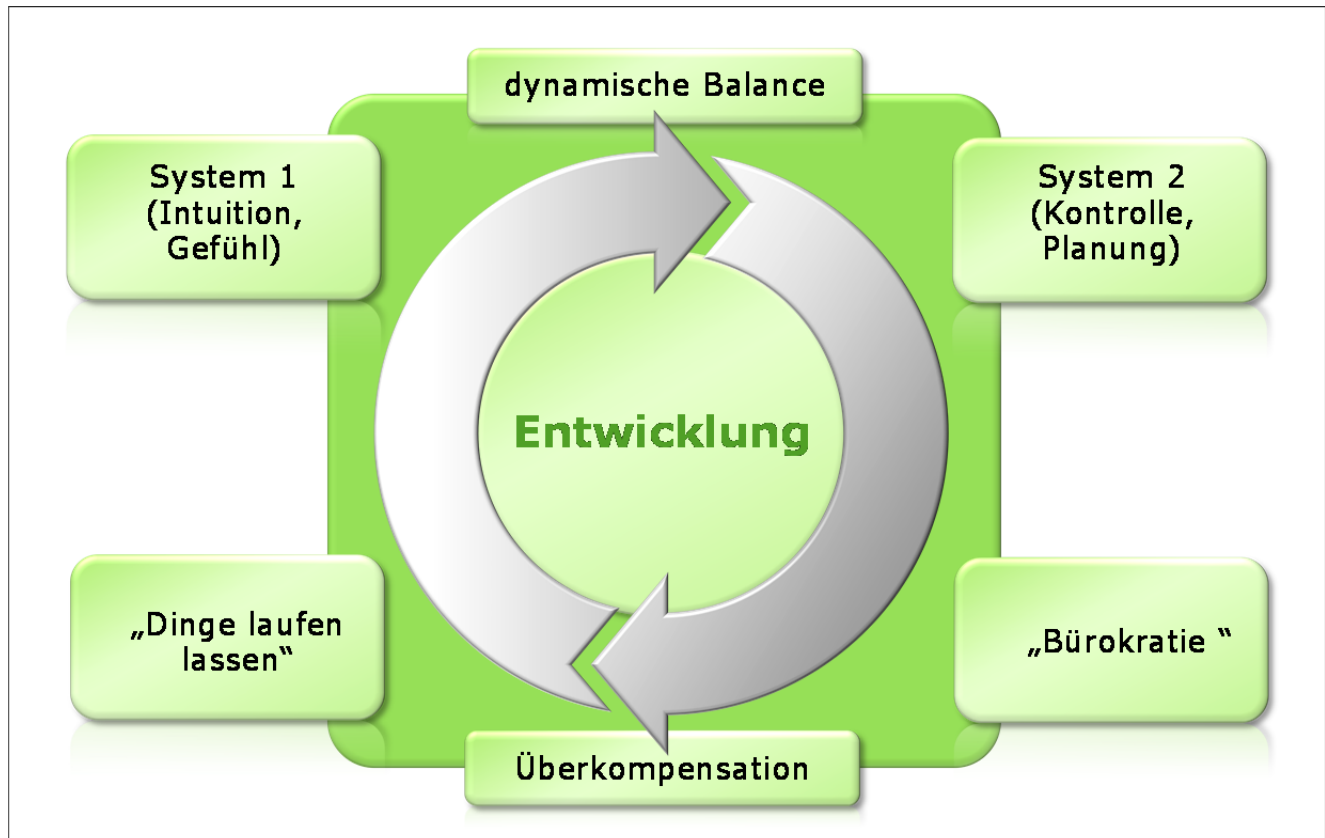 dynamische Balance
System 1
(Intuition,
Gefühl)
System 2
(Kontrolle,
Planung)
Entwicklung
„Dinge laufen
lassen“
„Bürokratie “
Überkompensation